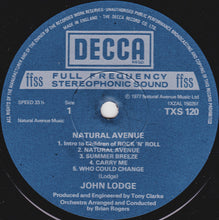 UNAUTHORISED PUBLIC PERFORMANCE
MADE IN ENGLAND. THE DECCA RECORD CO. LTD.
DECCA
ffss
ffss
FULL FREQUENCY
STEREOPHONIC SOUND
SPEED 33⅓
Side
1
Natural Avenue Music
℗ 1977 Natural Avenue Music Ltd
TXS 120
NATURAL AVENUE
1. Intro to Children of ROCK 'N' ROLL
2. NATURAL AVENUE
3. SUMMER BREEZE
4. CARRY ME
5. WHO COULD CHANGE
(Lodge)
JOHN LODGE
Produced and Engineered by Tony Clarke
Orchestra Arranged and Conducted by
Brian Rogers